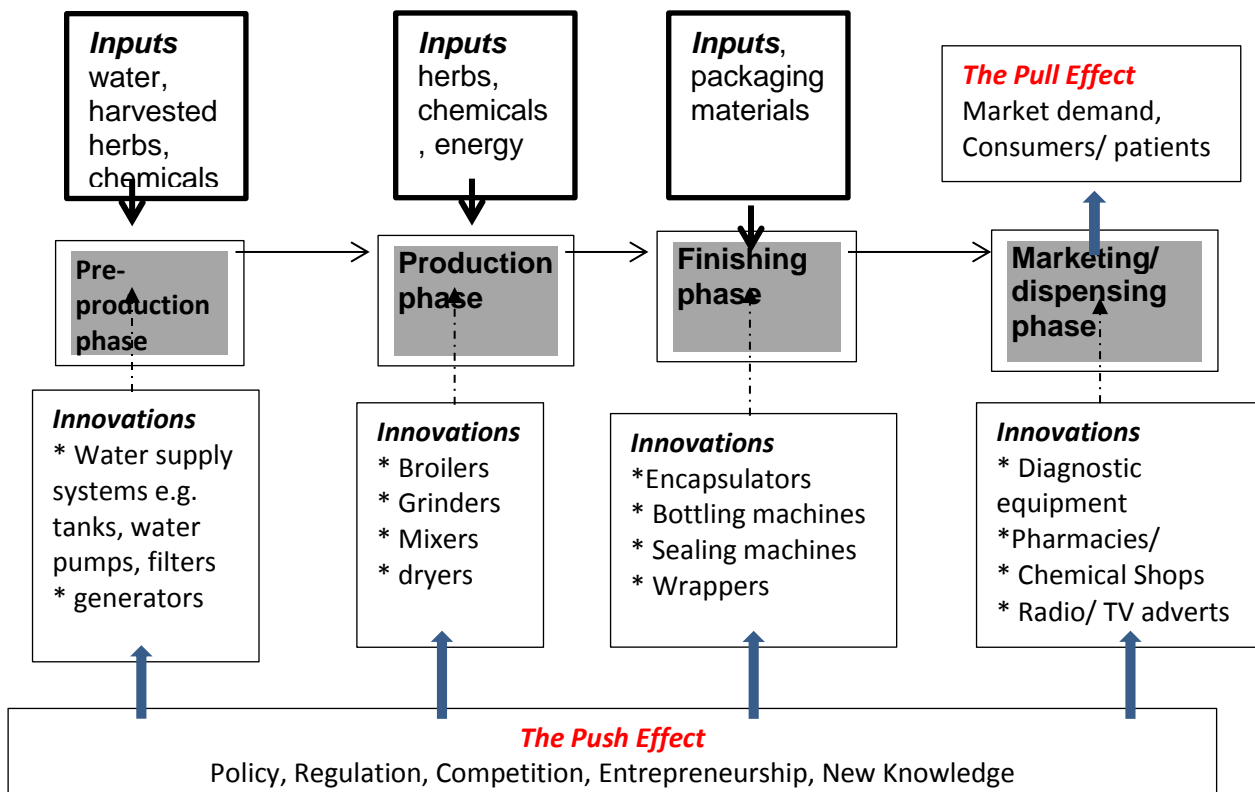 Inputs
water,
harvested
herbs,
chemicals
Inputs
herbs,
chemicals
, energy
Inputs,
packaging
materials
The Pull Effect
Market demand,
Consumers/ patients
Pre-
production
phase
Production
phase
Finishing
phase
Marketing/
dispensing
phase
Innovations
* Water supply
systems e.g.
tanks, water
pumps, filters
* generators
Innovations
* Broilers
* Grinders
* Mixers
* dryers
Innovations
*Encapsulators
* Bottling machines
* Sealing machines
* Wrappers
Innovations
* Diagnostic
equipment
*Pharmacies/
* Chemical Shops
* Radio/ TV adverts
The Push Effect
Policy, Regulation, Competition, Entrepreneurship, New Knowledge